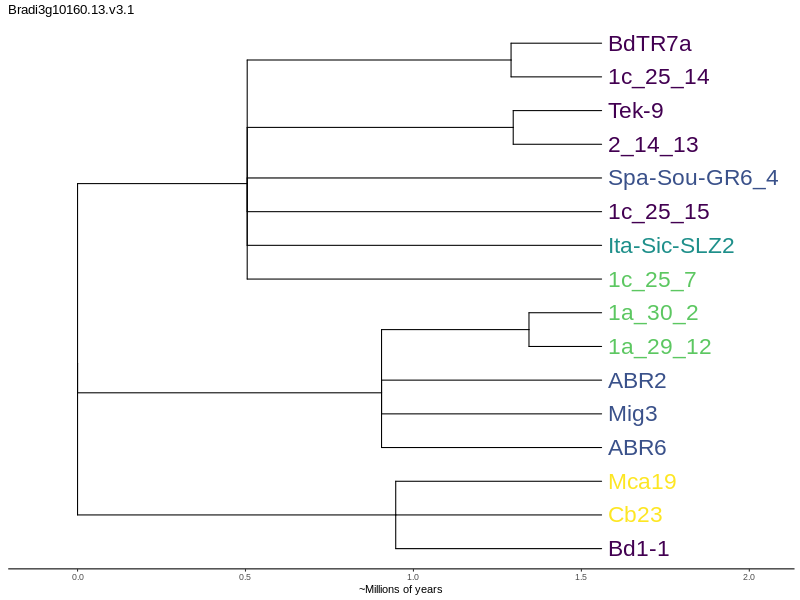 Bradi3g10160.13.v3.1
BdTR7a
1c_25_14
Tek-9
2_14_13
Spa-Sou-GR6_4
1c_25_15
Ita-Sic-SLZ2
1c_25_7
1a_30_2
1a_29_12
ABR2
Mig3
ABR6
Mca19
Cb23
Bd1-1
0.0 0.5 1.0 1.5 2.0
~Millions of years